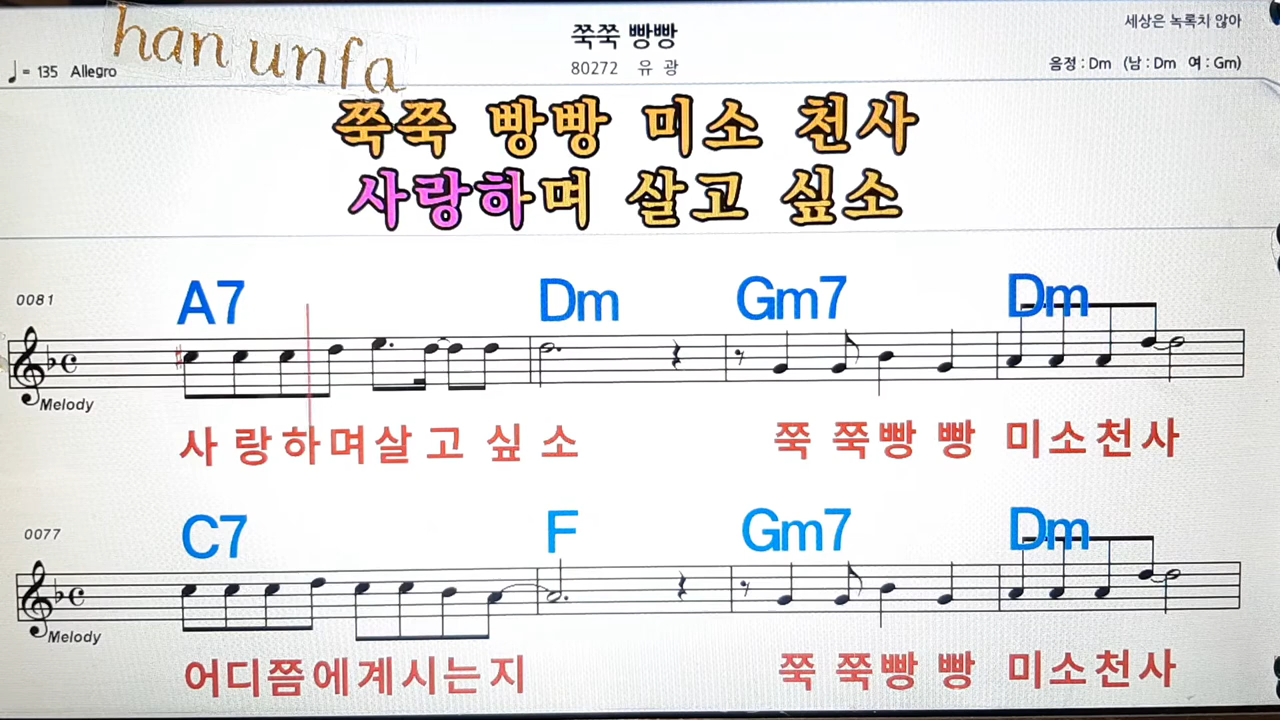 han unfa
쭉쭉 빵빵
세상은 녹록치 않아
♩= 135 Allegro
80272 유 광
음정 : Dm (남 : Dm 여 : Gm)
쭉쭉 빵빵 미소 천사
사랑하며 살고 싶소
0081
A7 Dm Gm7 Dm
Melody
사 랑 하 며 살 고 싶 소 쭉 쭉 빵 빵 미 소 천 사
0077
C7 F Gm7 Dm
Melody
어 디 쯤 에 계 시 는 지 쭉 쭉 빵 빵 미 소 천 사